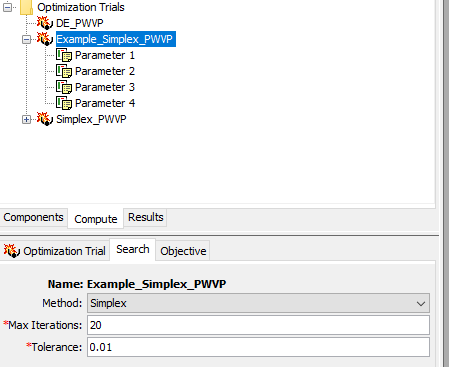 Optimization Trials
DE_PWVP
Example_Simplex_PWVP
Parameter 1
Parameter 2
Parameter 3
Parameter 4
Simplex_PWVP
Components Compute Results
Optimization Trial Search Objective
Name: Example_Simplex_PWVP
Method: Simplex
*Max Iterations: 20
*Tolerance: 0.01